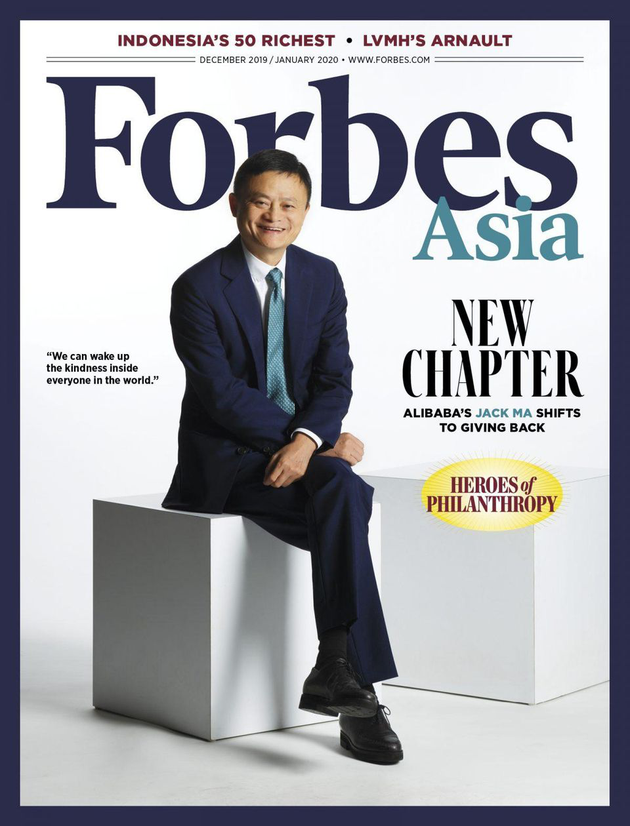 INDONESIA'S 50 RICHEST • LVMH'S ARNAULT
DECEMBER 2019 / JANUARY 2020 • WWW.FORBES.COM
Forbes
Asia
NEW
CHAPTER
ALIBABA'S JACK MA SHIFTS
TO GIVING BACK
“We can wake up
the kindness inside
everyone in the world.”
HEROES of
PHILANTHROPY